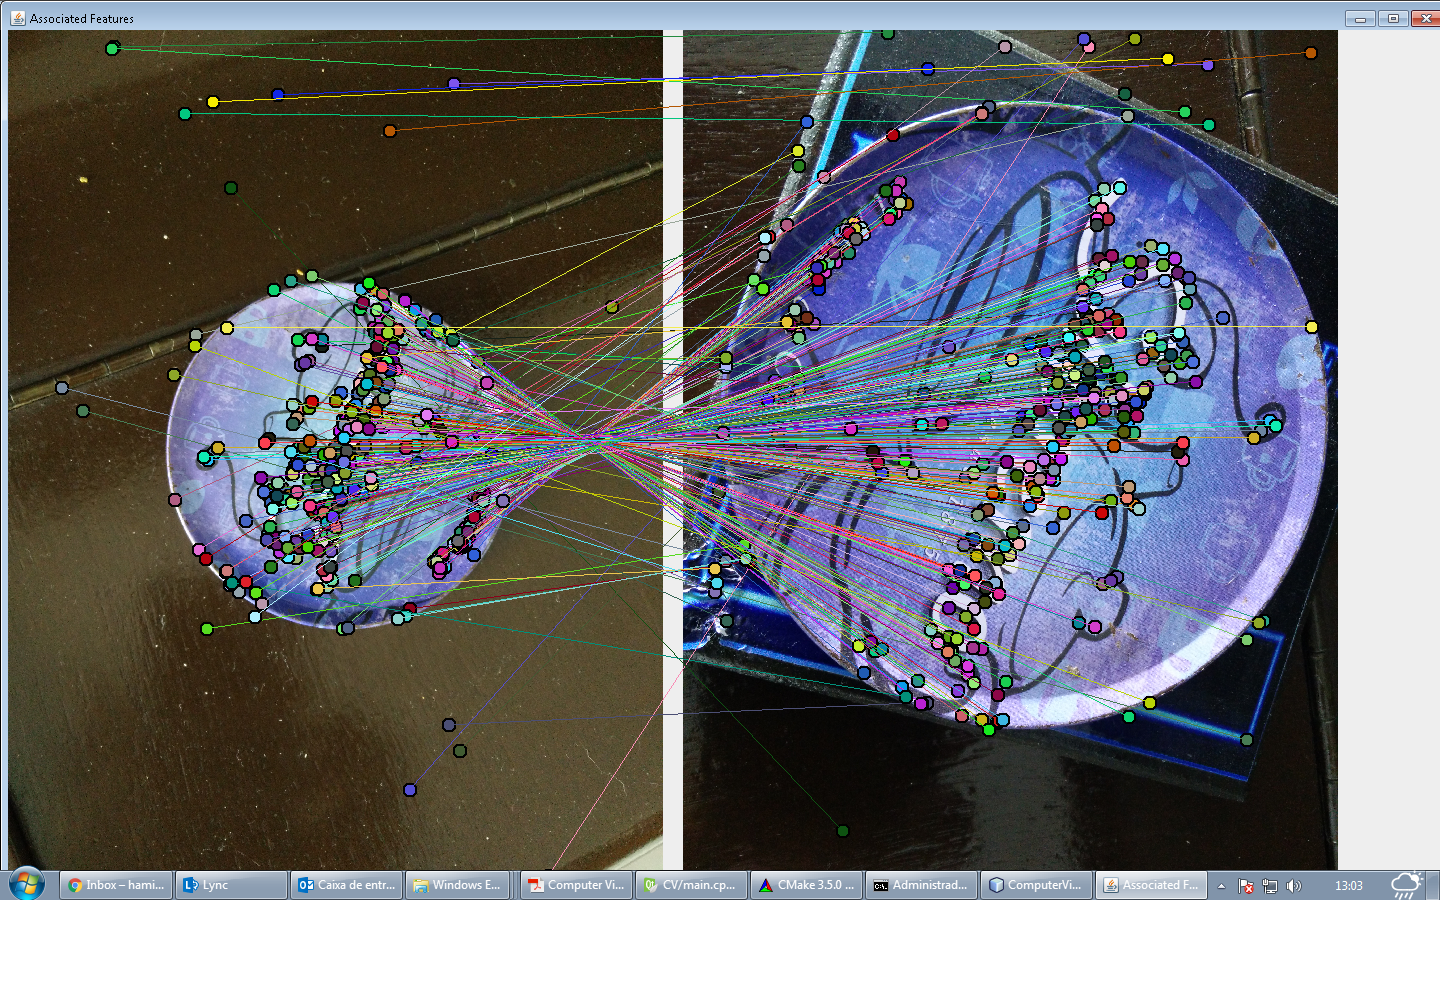 Associated Features
Inbox – hami...
Lync
Caixa de entr...
Windows E...
Computer Vi...
CV/main.cp...
CMake 3.5.0 ...
Administrad...
ComputerVi...
Associated F...
13:03